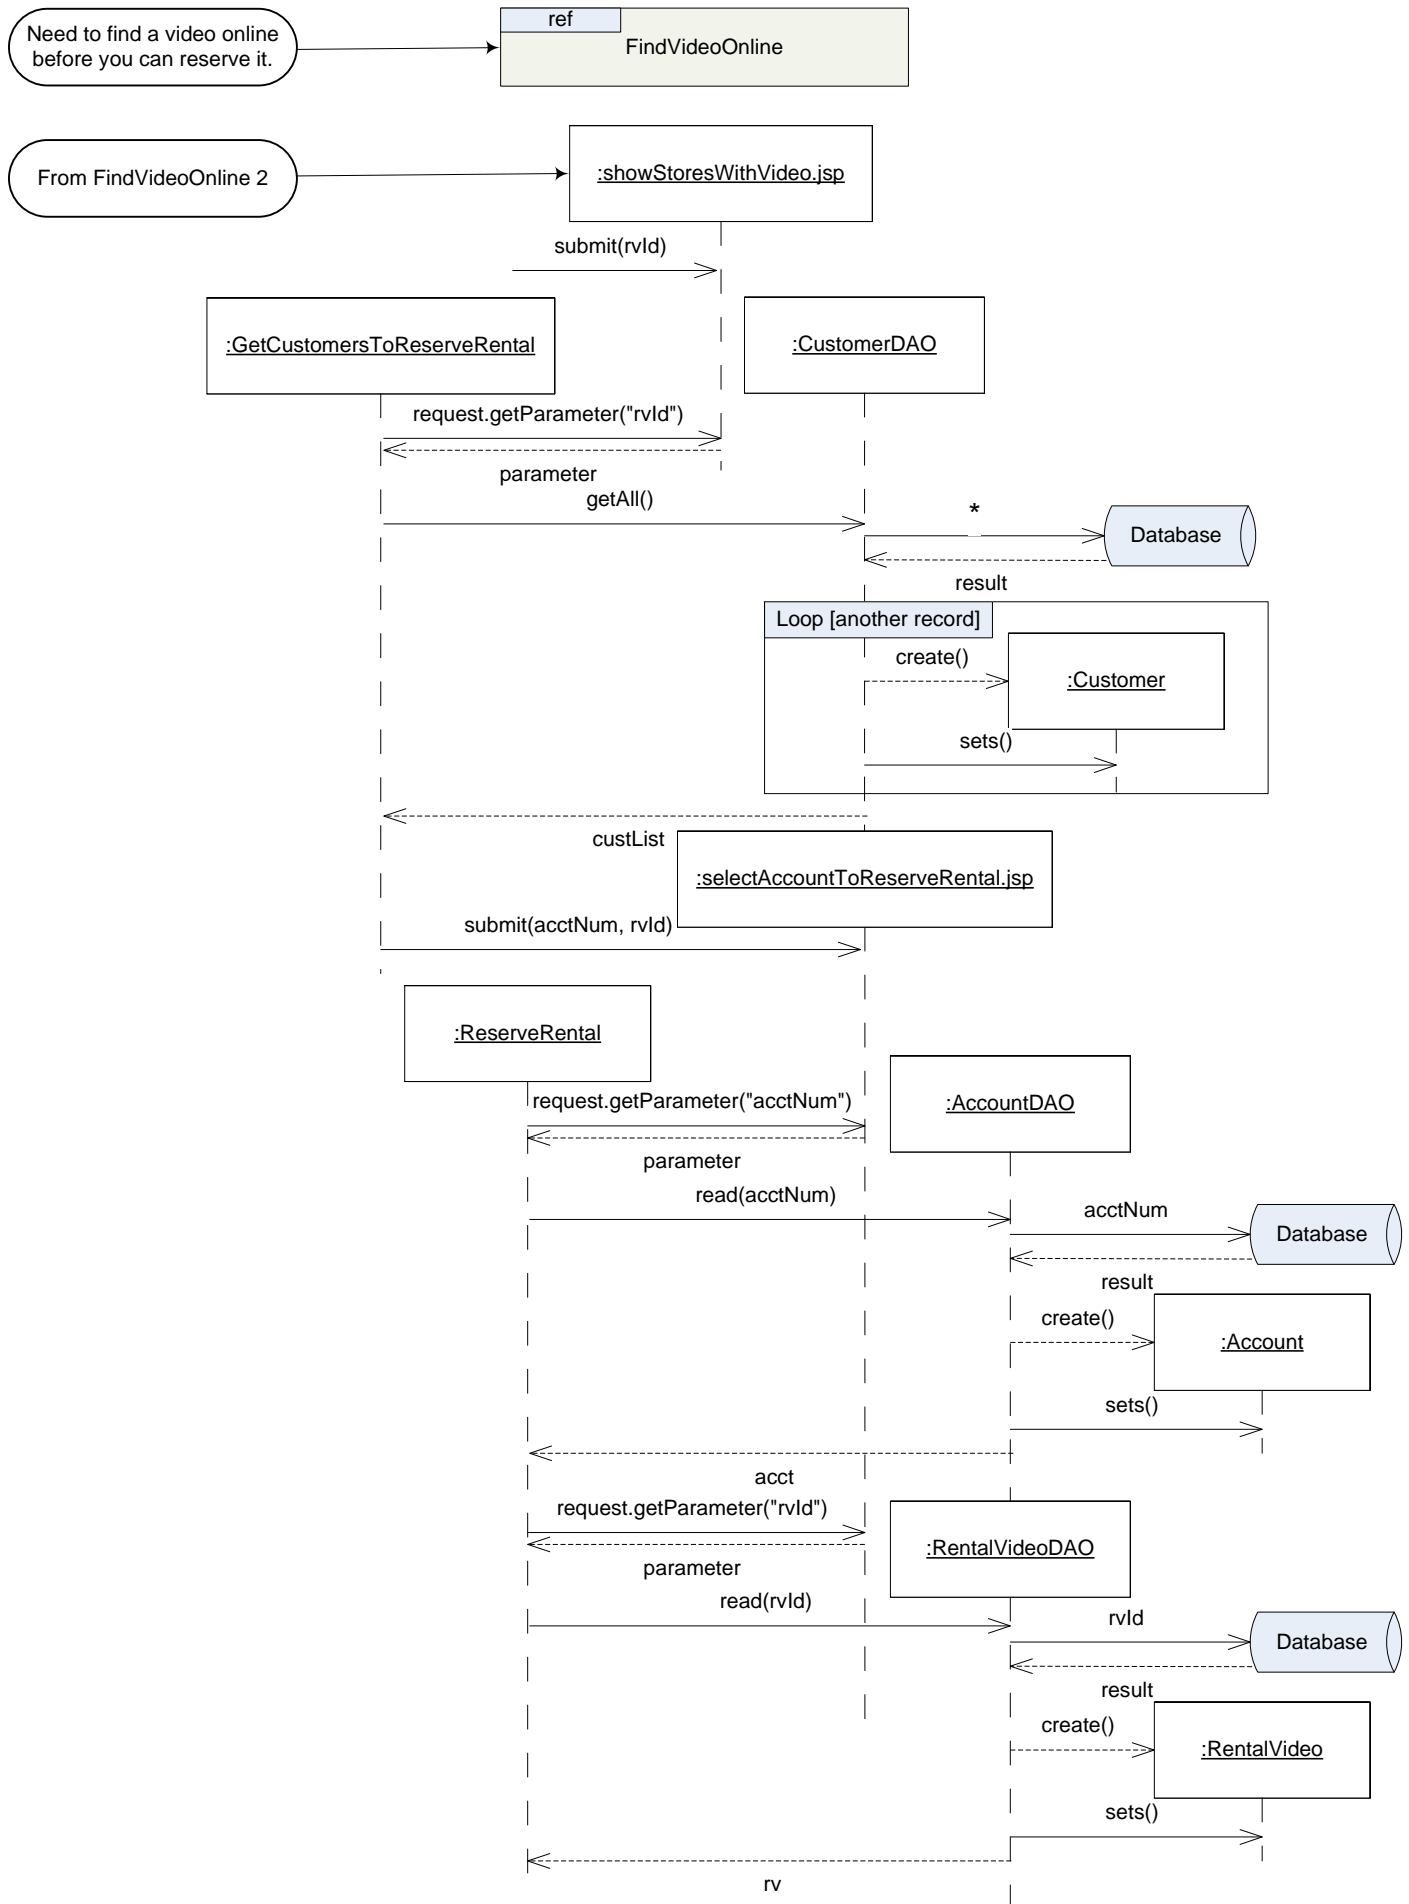 Need to find a video online
before you can reserve it.
ref
FindVideoOnline
From FindVideoOnline 2
:showStoresWithVideo.jsp
submit(rvId)
:GetCustomersToReserveRental
:CustomerDAO
request.getParameter("rvId")
parameter
getAll()
*
Database
result
Loop [another record]
create()
:Customer
sets()
custList
:selectAccountToReserveRental.jsp
submit(acctNum, rvId)
:ReserveRental
request.getParameter("acctNum")
:AccountDAO
parameter
read(acctNum)
acctNum
Database
result
create()
:Account
sets()
acct
request.getParameter("rvId")
:RentalVideoDAO
parameter
read(rvId)
rvId
Database
result
create()
:RentalVideo
sets()
rv